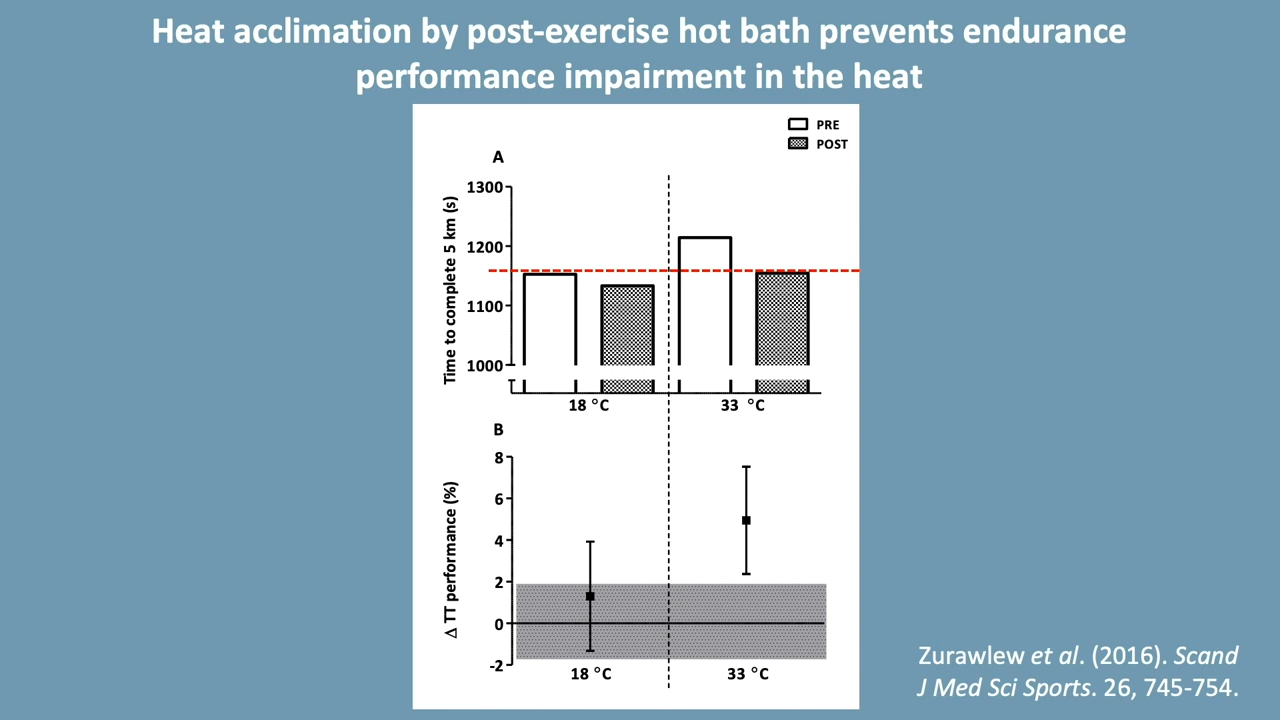 Heat acclimation by post-exercise hot bath prevents endurance
performance impairment in the heat
PRE
POST
A
1300
1200
1100
1000
Time to complete 5 km (s)
18 °C
33 °C
B
8
6
4
2
0
-2
Δ TT performance (%)
18 °C
33 °C
Zurawlew et al. (2016). Scand
J Med Sci Sports. 26, 745-754.